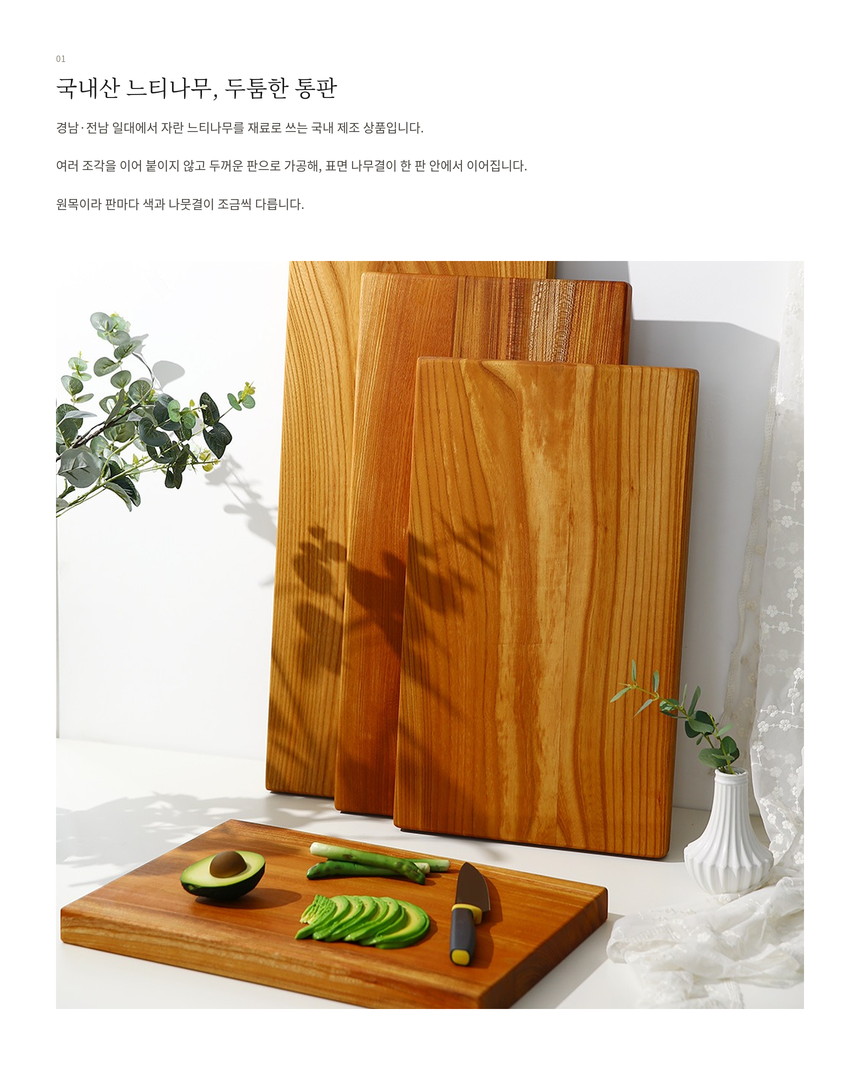 01
국내산 느티나무, 두툼한 통판
경남·전남 일대에서 자란 느티나무를 재료로 쓰는 국내 제조 상품입니다.
여러 조각을 이어 붙이지 않고 두꺼운 판으로 가공해, 표면 나무결이 한 판 안에서 이어집니다.
원목이라 판마다 색과 나뭇결이 조금씩 다릅니다.